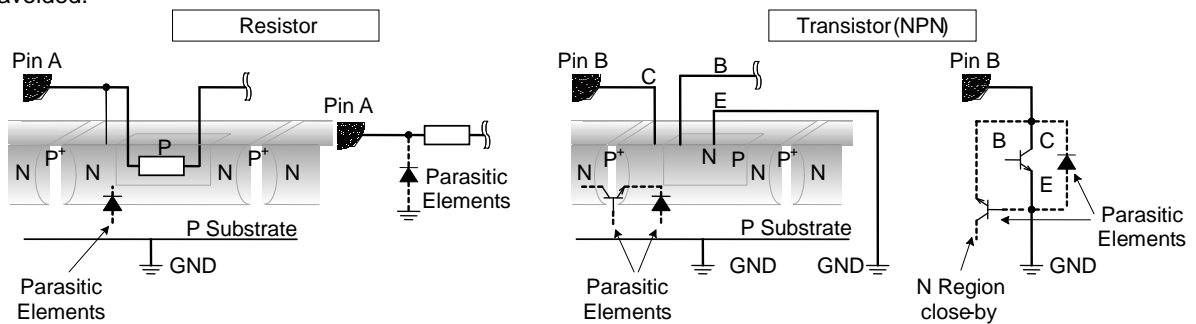 avoided.
Resistor
Transistor (NPN)
Pin A
Pin A
N P+ N P P+ N N
Parasitic
Elements
P Substrate
GND
Parasitic
Elements
Pin B
C
B
E
N P+ N P P+ N N
P Substrate
GND
GND
Parasitic
Elements
Pin B
B C
E
Parasitic
Elements
GND
N Region
close-by